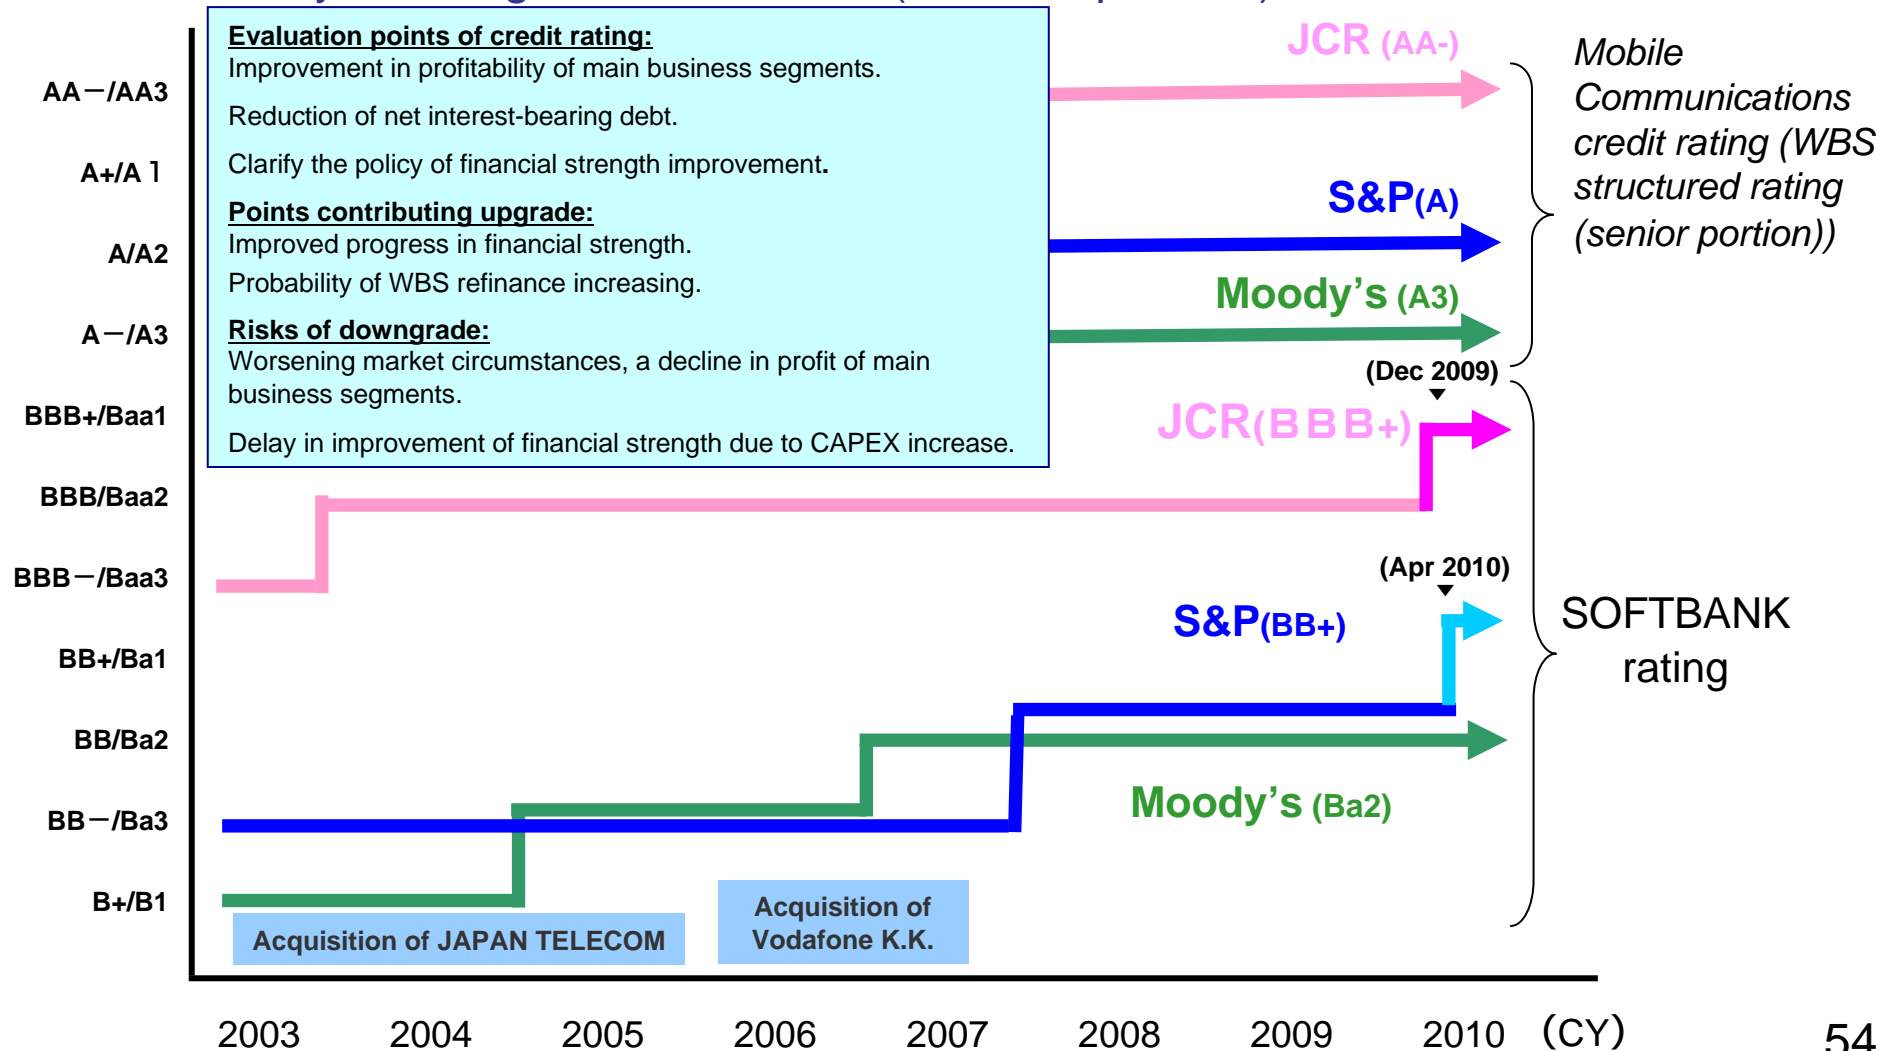 Evaluation points of credit rating:
Improvement in profitability of main business segments.
Reduction of net interest-bearing debt.
Clarify the policy of financial strength improvement.
Points contributing upgrade:
Improved progress in financial strength.
Probability of WBS refinance increasing.
Risks of downgrade:
Worsening market circumstances, a decline in profit of main
business segments.
Delay in improvement of financial strength due to CAPEX increase.
AA－/AA3
A+/A１
A/A2
A－/A3
BBB+/Baa1
BBB/Baa2
BBB－/Baa3
BB+/Ba1
BB/Ba2
BB－/Ba3
B+/B1
JCR (AA-)
S&P(A)
Moody’s (A3)
(Dec 2009)
JCR(ＢＢＢ+)
(Apr 2010)
S&P(BB+)
Moody’s (Ba2)
Mobile
Communications
credit rating (WBS
structured rating
(senior portion))
SOFTBANK
rating
Acquisition of JAPAN TELECOM
Acquisition of
Vodafone K.K.
2003 2004 2005 2006 2007 2008 2009 2010 (CY)
54